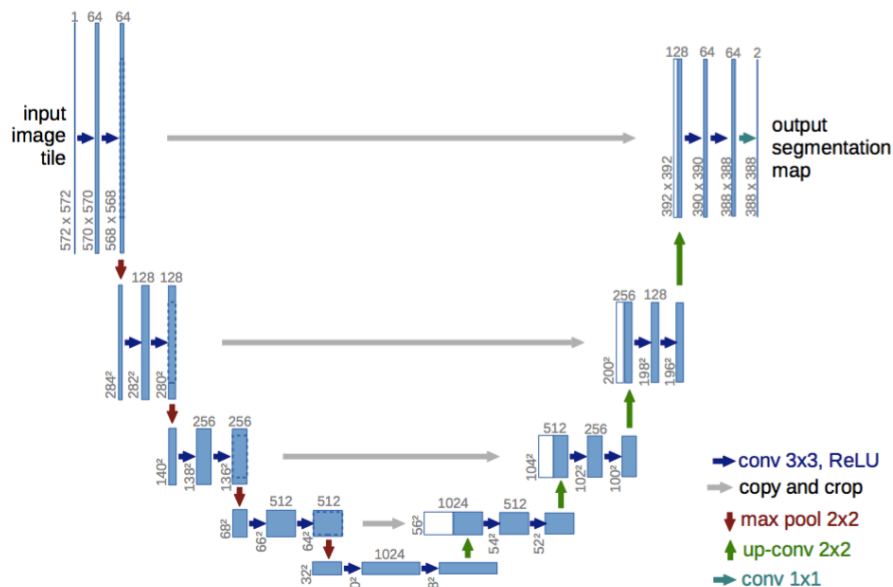 1 64 64
128 64 64 2
input
image
tile
output
segmentation
map
572 x 572
570 x 570
568 x 568
392 x 392
390 x 390
388 x 388
388 x 388
128 128
256 128
284²
282²
280²
200²
198²
196²
256 256
512 256
140²
138²
136²
104²
102²
100²
512 512
1024 512
68²
66²
64²
56²
54²
52²
1024
32²
conv 3x3, ReLU
copy and crop
max pool 2x2
up-conv 2x2
conv 1x1